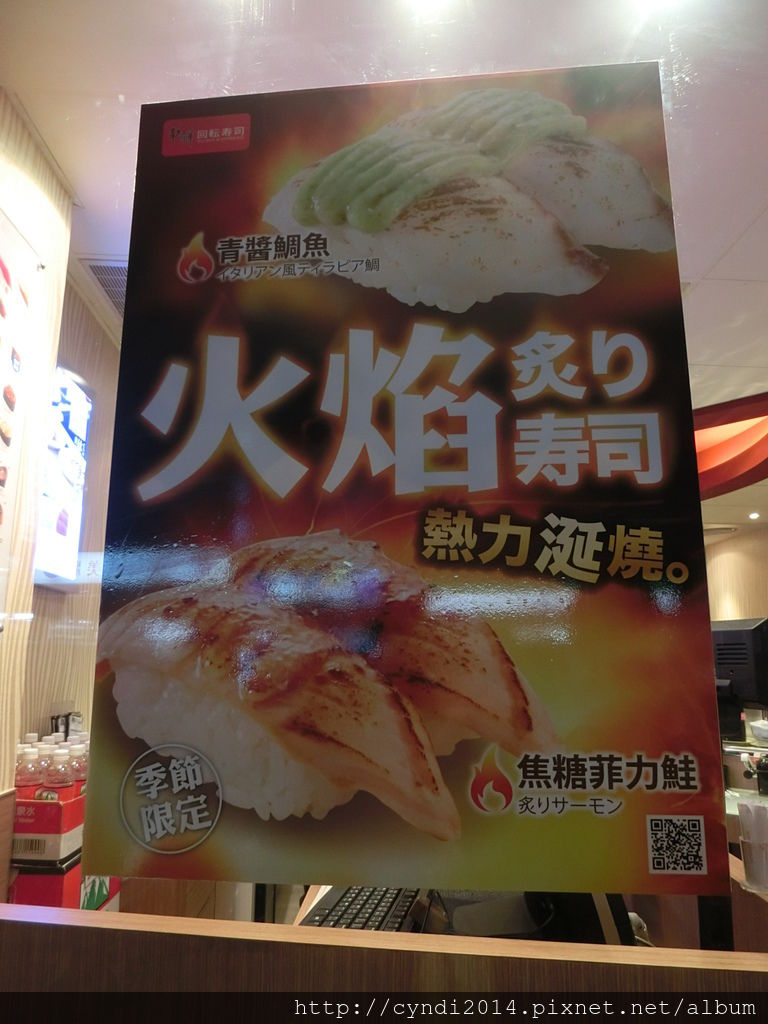 回転寿司
青醬鯛魚
イタリアン風ティラピア鯛
火焰炙り寿司
熱力涎燒。
季節限定
焦糖菲力鮭
炙りサーモン
http://cyndi2014.pixnet.net/album